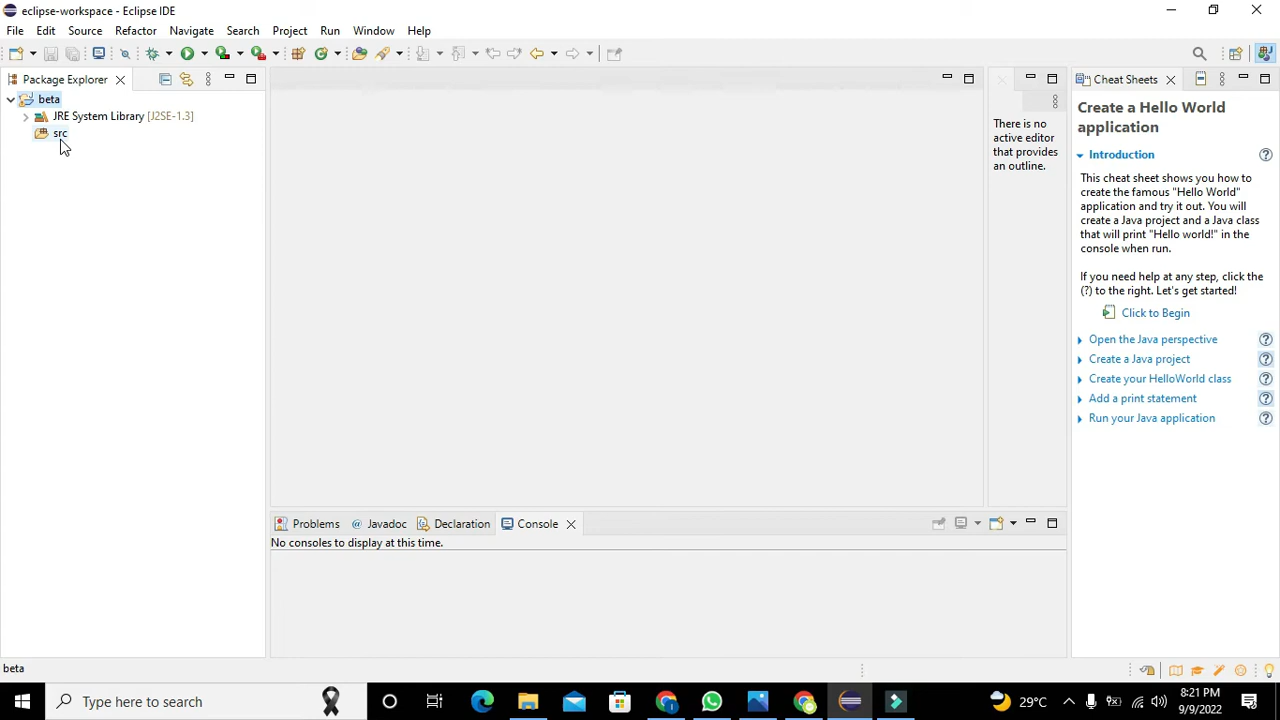 eclipse-workspace - Eclipse IDE
File Edit Source Refactor Navigate Search Project Run Window Help
Package Explorer
beta
JRE System Library [J2SE-1.3]
src
There is no
active editor
that provides
an outline.
Cheat Sheets
Create a Hello World
application
Introduction
This cheat sheet shows you how to
create the famous "Hello World"
application and try it out. You will
create a Java project and a Java class
that will print "Hello world!" in the
console when run.
If you need help at any step, click the
(?) to the right. Let's get started!
Click to Begin
Open the Java perspective
Create a Java project
Create your HelloWorld class
Add a print statement
Run your Java application
Problems @ Javadoc Declaration Console
No consoles to display at this time.
beta
Type here to search
29°C
8:21 PM
9/9/2022